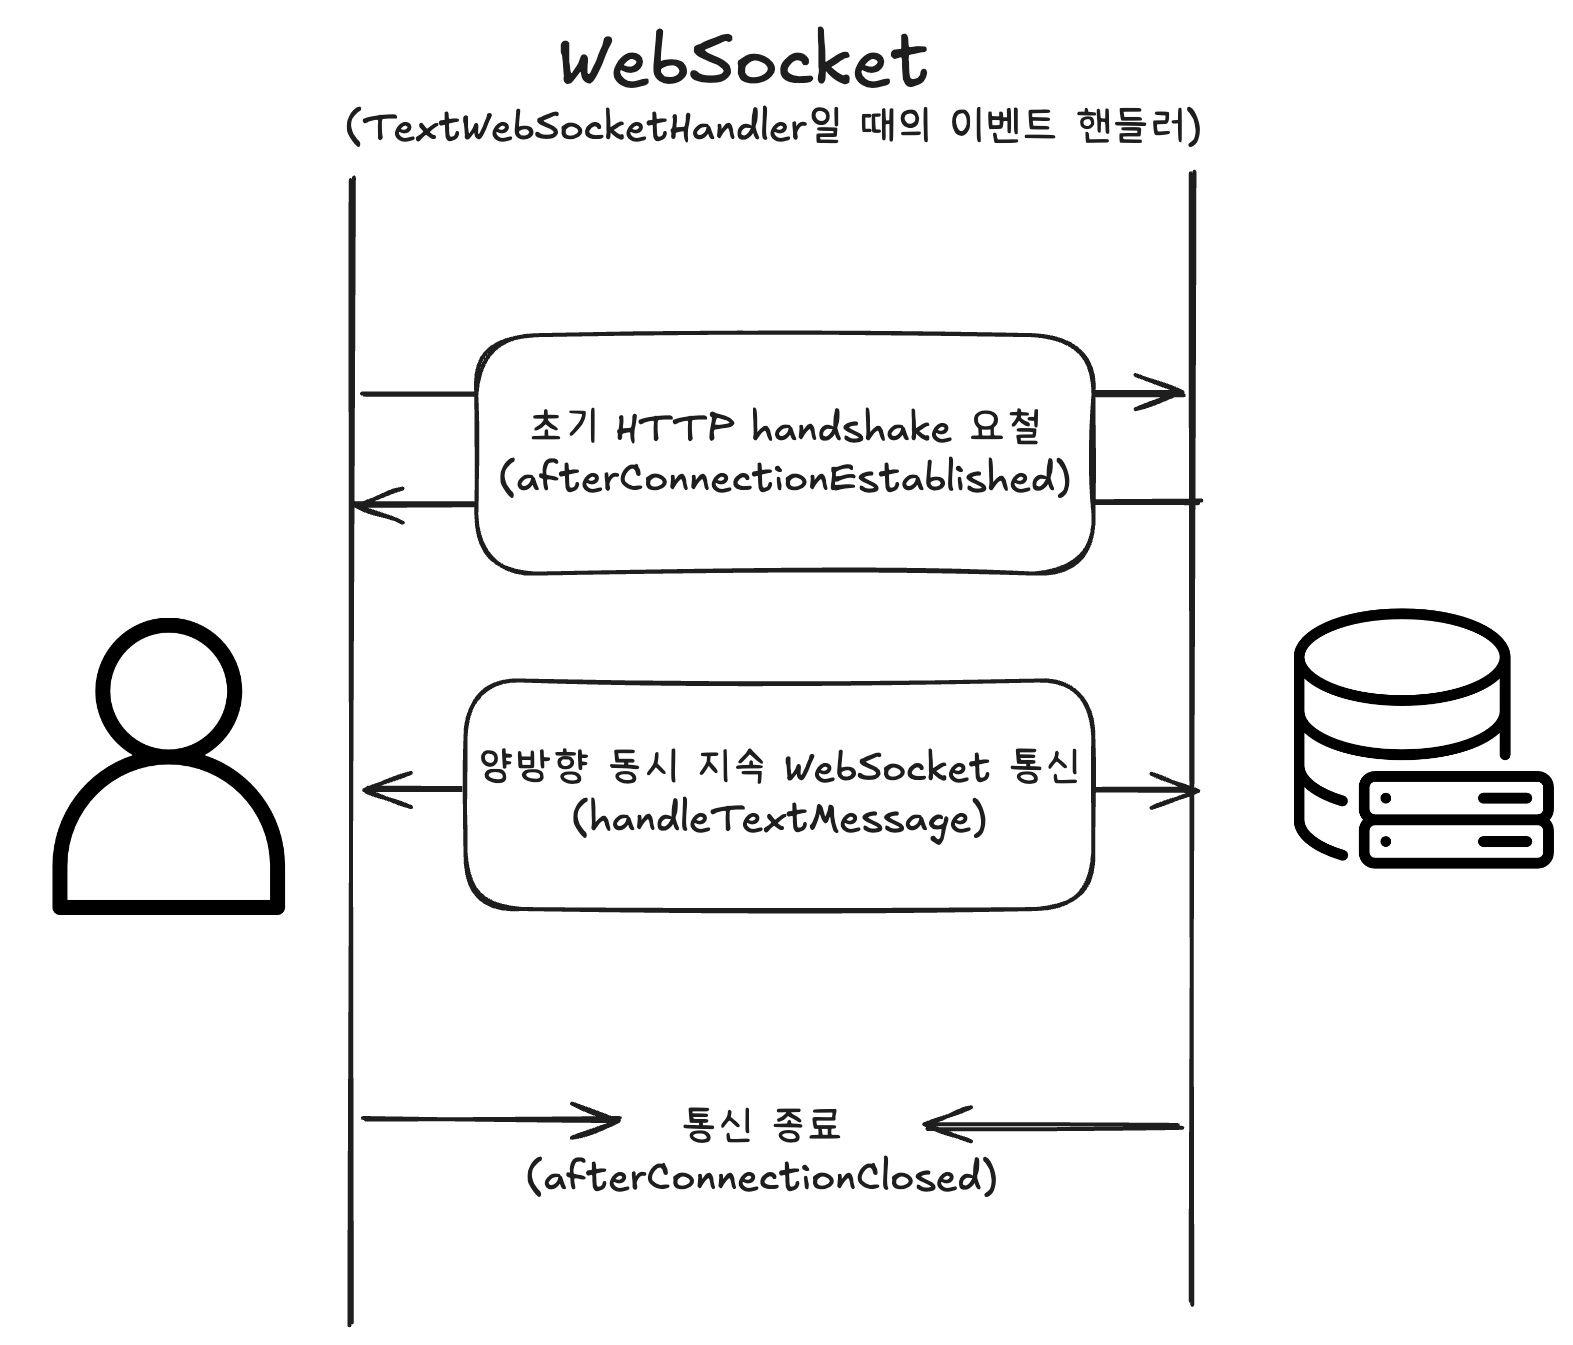 WebSocket
(TextWebSocketHandler일 때의 이벤트 핸들러)
초기 HTTP handshake 요철
(afterConnectionEstablished)
양방향 동시 지속 WebSocket 통신
(handleTextMessage)
통신 종료
(afterConnectionClosed)